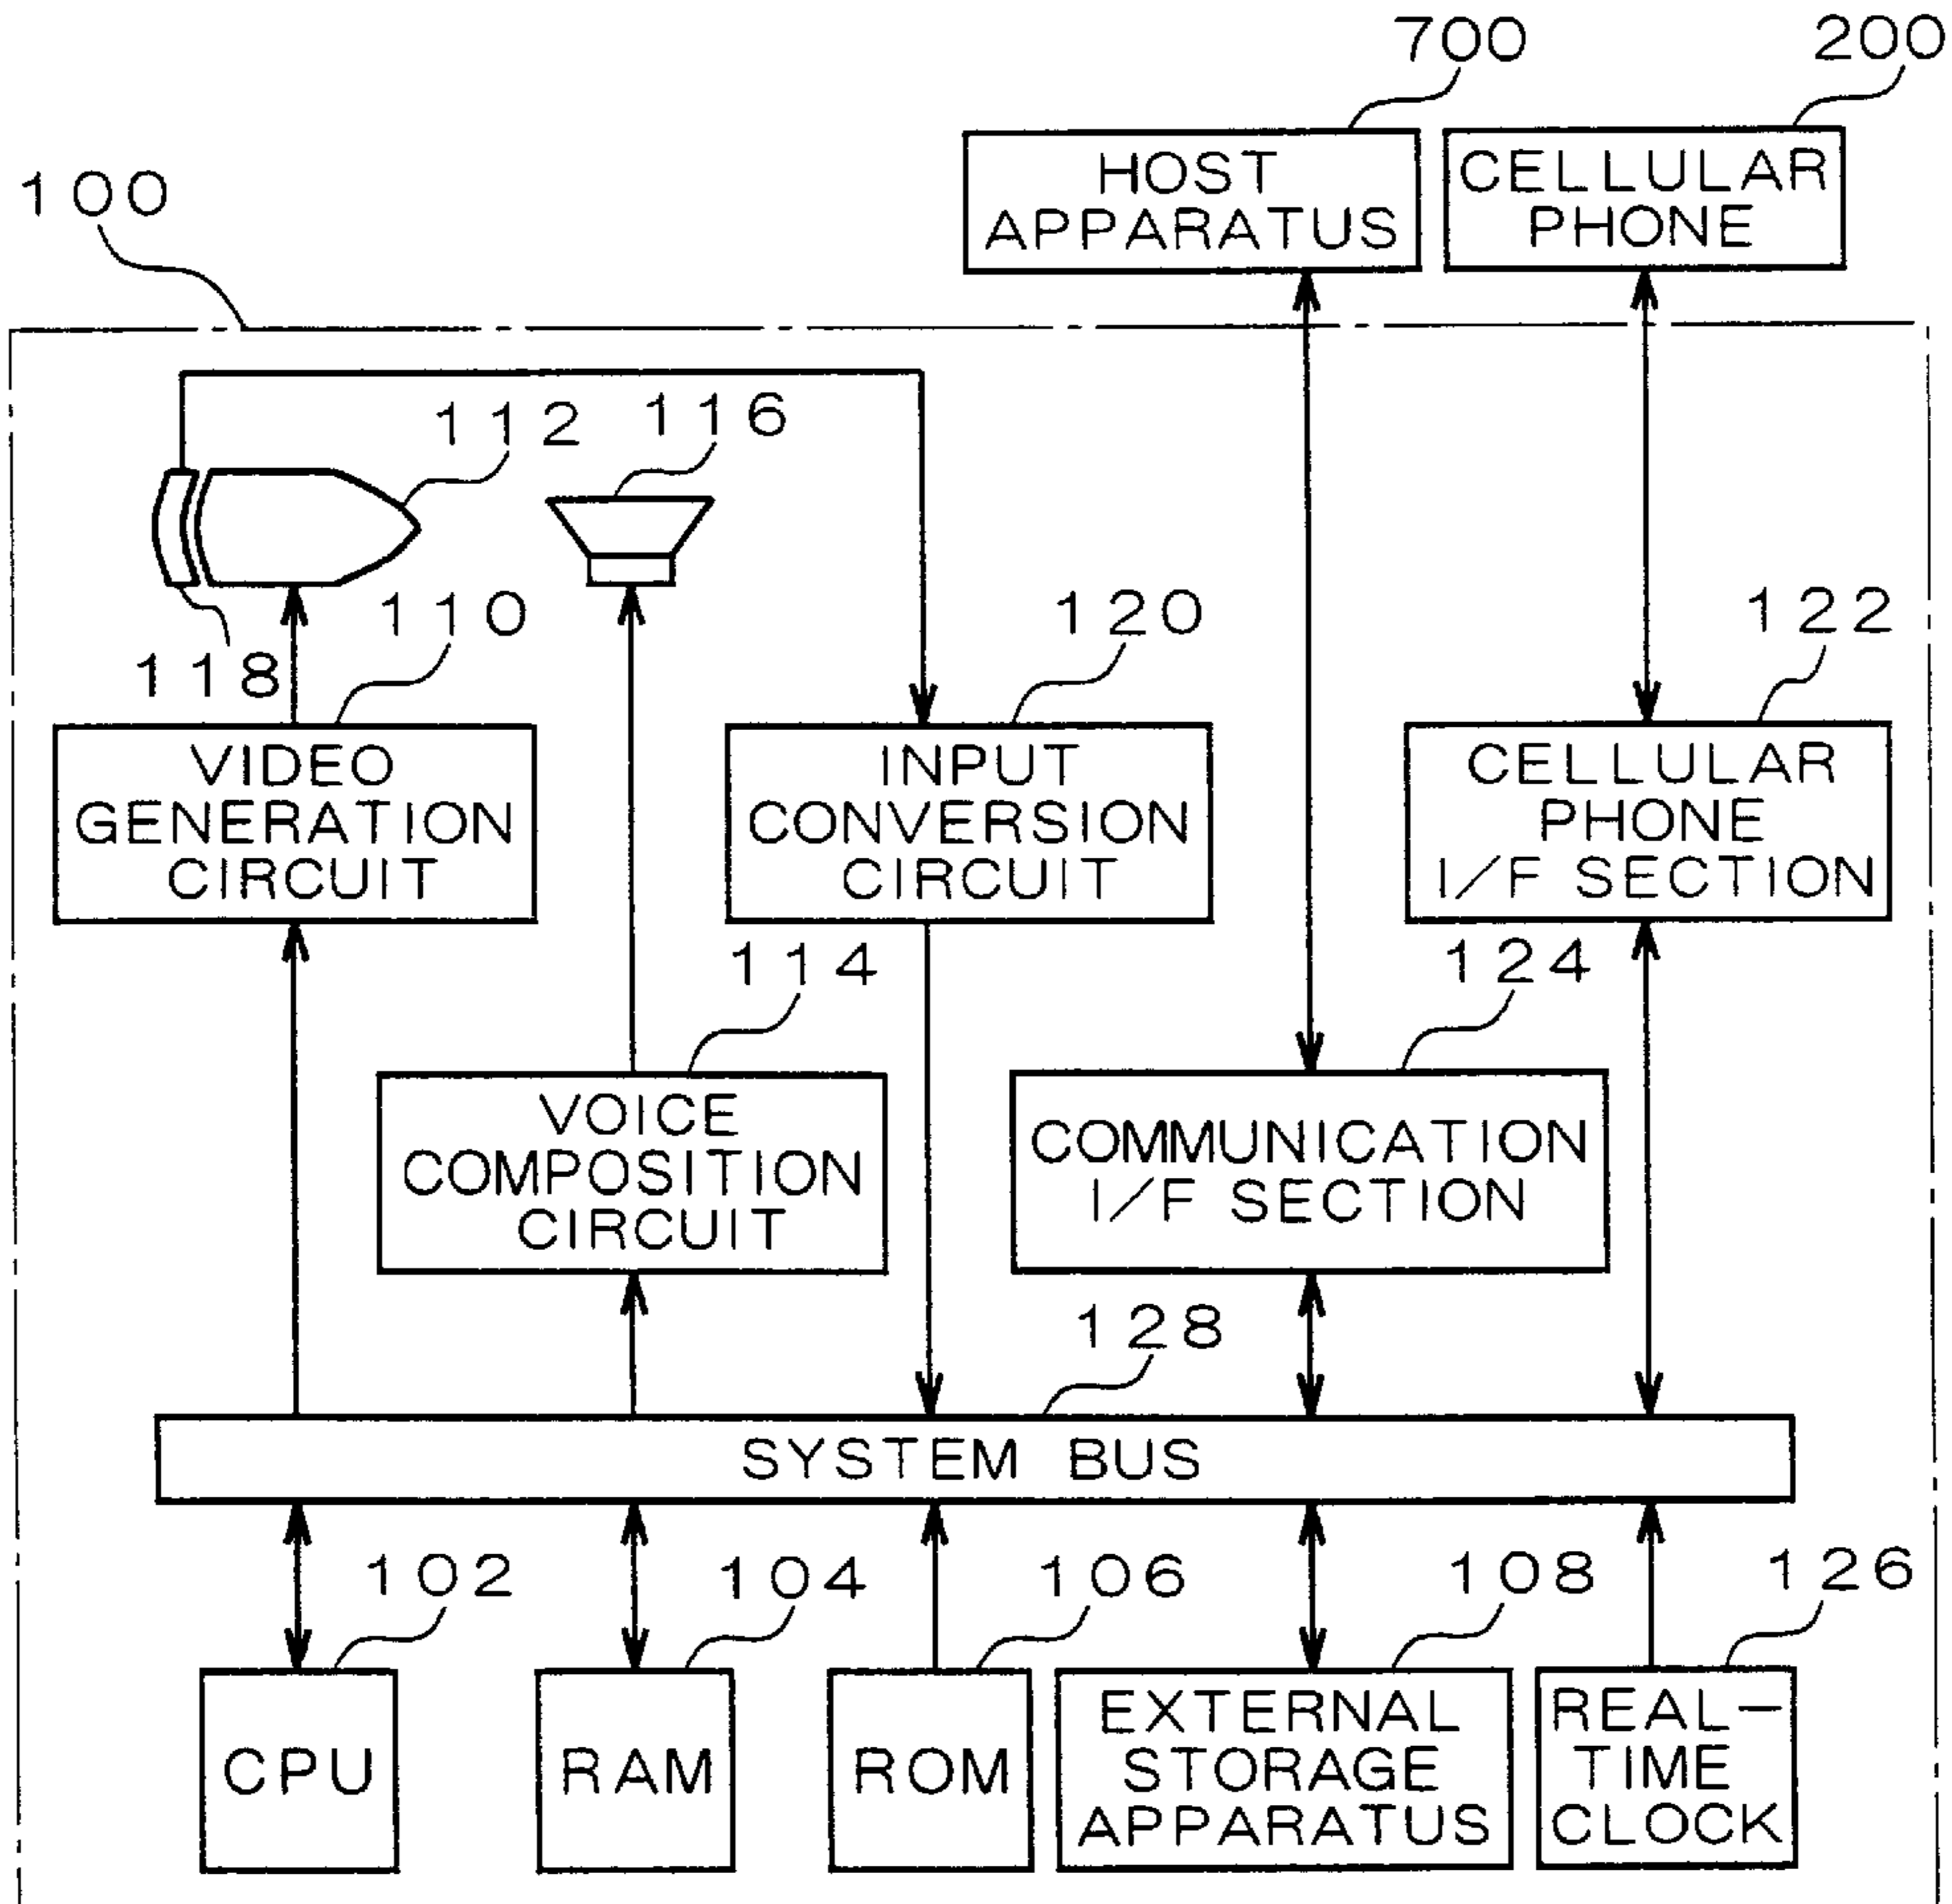 700
200
HOST
APPARATUS
CELLULAR
PHONE
100
112
116
118
110
120
122
VIDEO
GENERATION
CIRCUIT
INPUT
CONVERSION
CIRCUIT
CELLULAR
PHONE
I/F SECTION
114
124
VOICE
COMPOSITION
CIRCUIT
COMMUNICATION
I/F SECTION
128
SYSTEM BUS
102
104
106
108
126
CPU
RAM
ROM
EXTERNAL
STORAGE
APPARATUS
REAL-
TIME
CLOCK